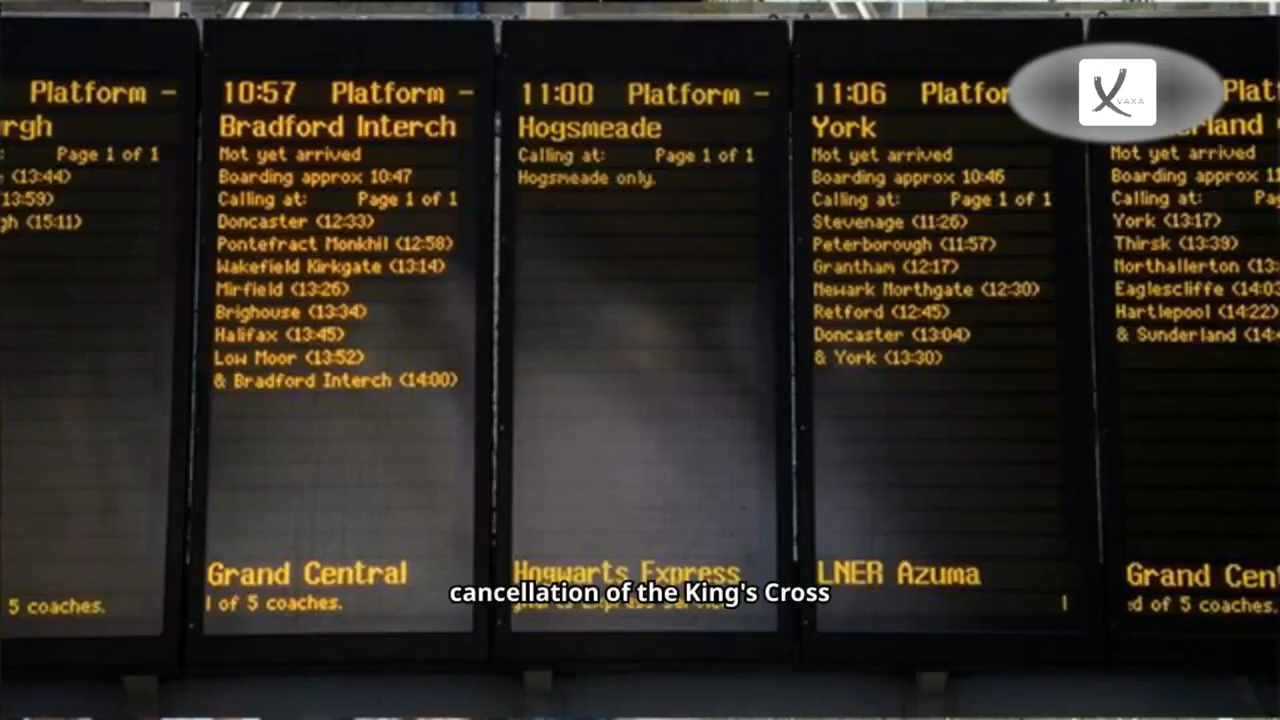 Platform -
rgh
Page 1 of 1
(13:44)
13:59)
gh (15:11)
5 coaches.
10:57 Platform -
Bradford Interch
Not yet arrived
Boarding approx 10:47
Calling at: Page 1 of 1
Doncaster (12:33)
Pontefract Monkhil (12:58)
Wakefield Kirkgate (13:14)
Mirfield (13:26)
Brighouse (13:34)
Halifax (13:45)
Low Moor (13:52)
& Bradford Interch (14:00)
Grand Central
of 5 coaches.
11:00 Platform -
Hogsmeade
Calling at: Page 1 of 1
Hogsmeade only.
Hogwarts Express
11:06 Platfor
York
Not yet arrived
Boarding approx 10:46
Calling at: Page 1 of 1
Stevenage (11:26)
Peterborough (11:57)
Grantham (12:17)
Newark Northgate (12:30)
Retford (12:45)
Doncaster (13:04)
& York (13:30)
LNER Azuma
Plat
erland
Not yet arrived
Boarding approx 11
Calling at: Pa
York (13:17)
Thirsk (13:39)
Northallerton (13:
Eaglescliffe (14:03
Hartlepool (14:22)
& Sunderland (14:
Grand Cen
d of 5 coaches.
VAXA
cancellation of the King's Cross